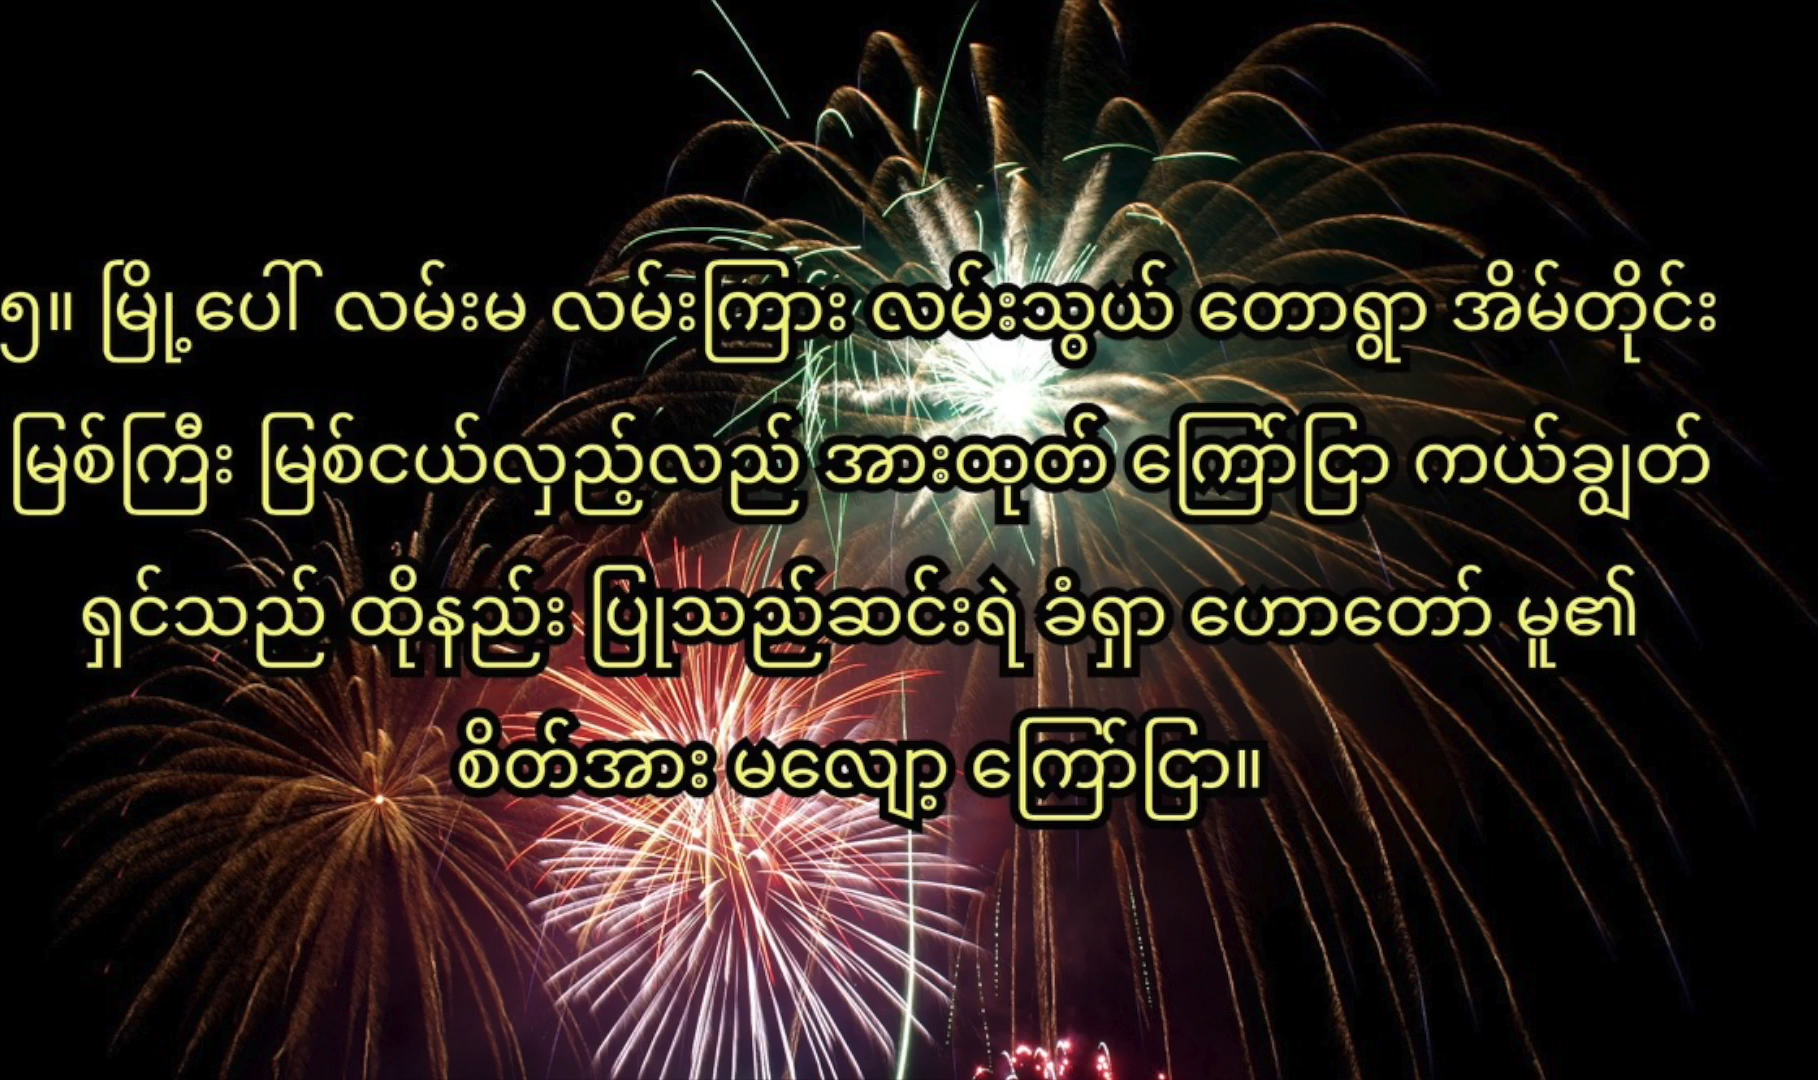 ၅။ မြို့ပေါ် လမ်းမ လမ်းကြား လမ်းသွယ် တောရွာ အိမ်တိုင်း
မြစ်ကြီး မြစ်ငယ်လှည့်လည် အားထုတ် ကြော်ငြာ ကယ်ချွတ်
ရှင်သည် ထိုနည်း ပြုသည်ဆင်းရဲ ခံရှာ ဟောတော် မူ၏
စိတ်အား မလျော့ ကြော်ငြာ။